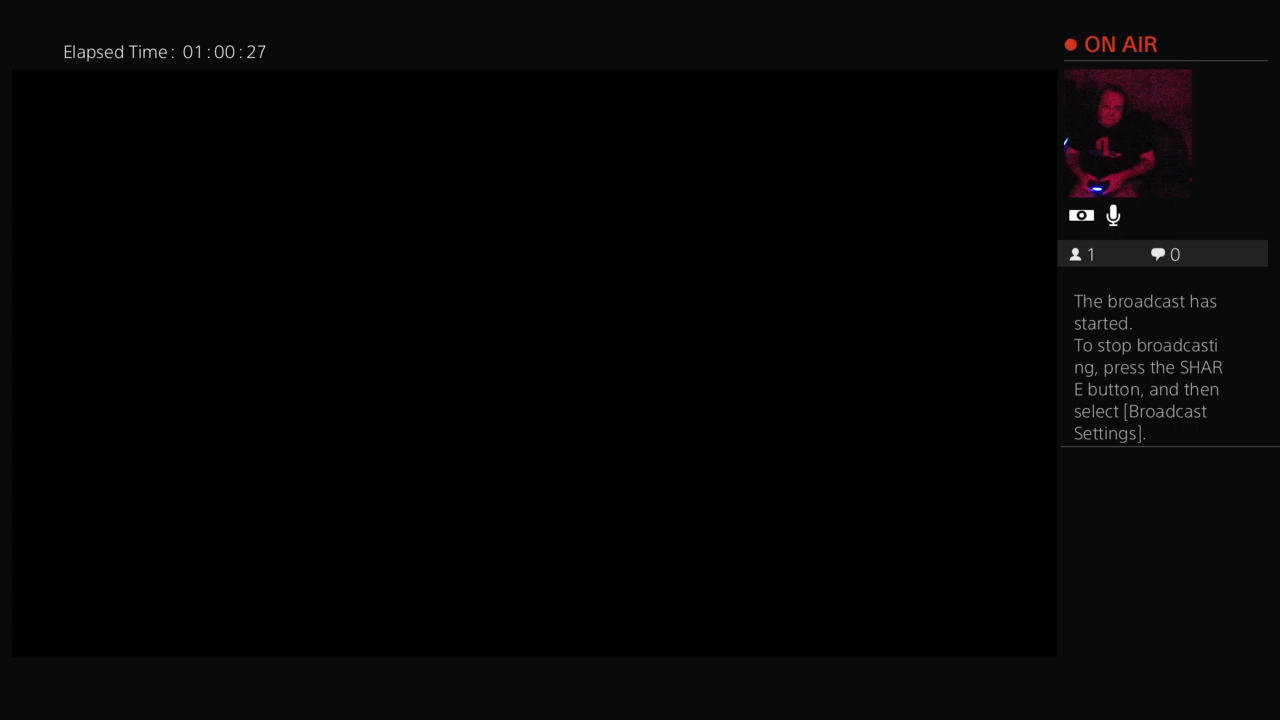 Elapsed Time: 01:00:27
ON AIR
1
0
The broadcast has
started.
To stop broadcasti
ng, press the SHAR
E button, and then
select [Broadcast
Settings].